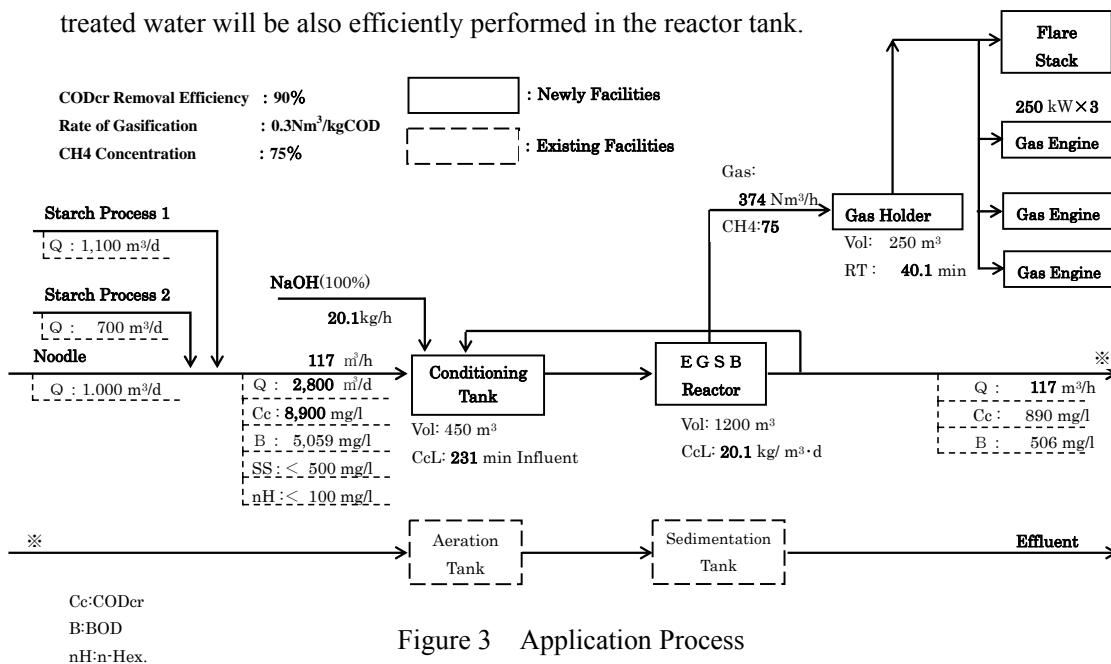 treated water will be also efficiently performed in the reactor tank.
CODcr Removal Efficiency : 90%
Rate of Gasification : 0.3Nm³/kgCOD
CH4 Concentration : 75%
: Newly Facilities
: Existing Facilities
Flare
Stack
250 kW×3
Gas Engine
Gas Engine
Gas Engine
Gas:
374 Nm³/h
CH4:75
Gas Holder
Vol: 250 m³
RT : 40.1 min
Starch Process 1
Q : 1,100 m³/d
Starch Process 2
Q : 700 m³/d
Noodle
Q : 1.000 m³/d
NaOH(100%)
20.1kg/h
117 m³/h
Q : 2,800 m³/d
Cc : 8,900 mg/l
B : 5,059 mg/l
SS : < 500 mg/l
nH :< 100 mg/l
Conditioning
Tank
Vol: 450 m³
CcL: 231 min Influent
E G S B
Reactor
Vol: 1200 m³
CcL: 20.1 kg/ m³·d
※
Q : 117 m³/h
Cc : 890 mg/l
B : 506 mg/l
※
Aeration
Tank
Sedimentation
Tank
Effluent
Cc:CODcr
B:BOD
nH:n-Hex.
Figure 3 Application Process